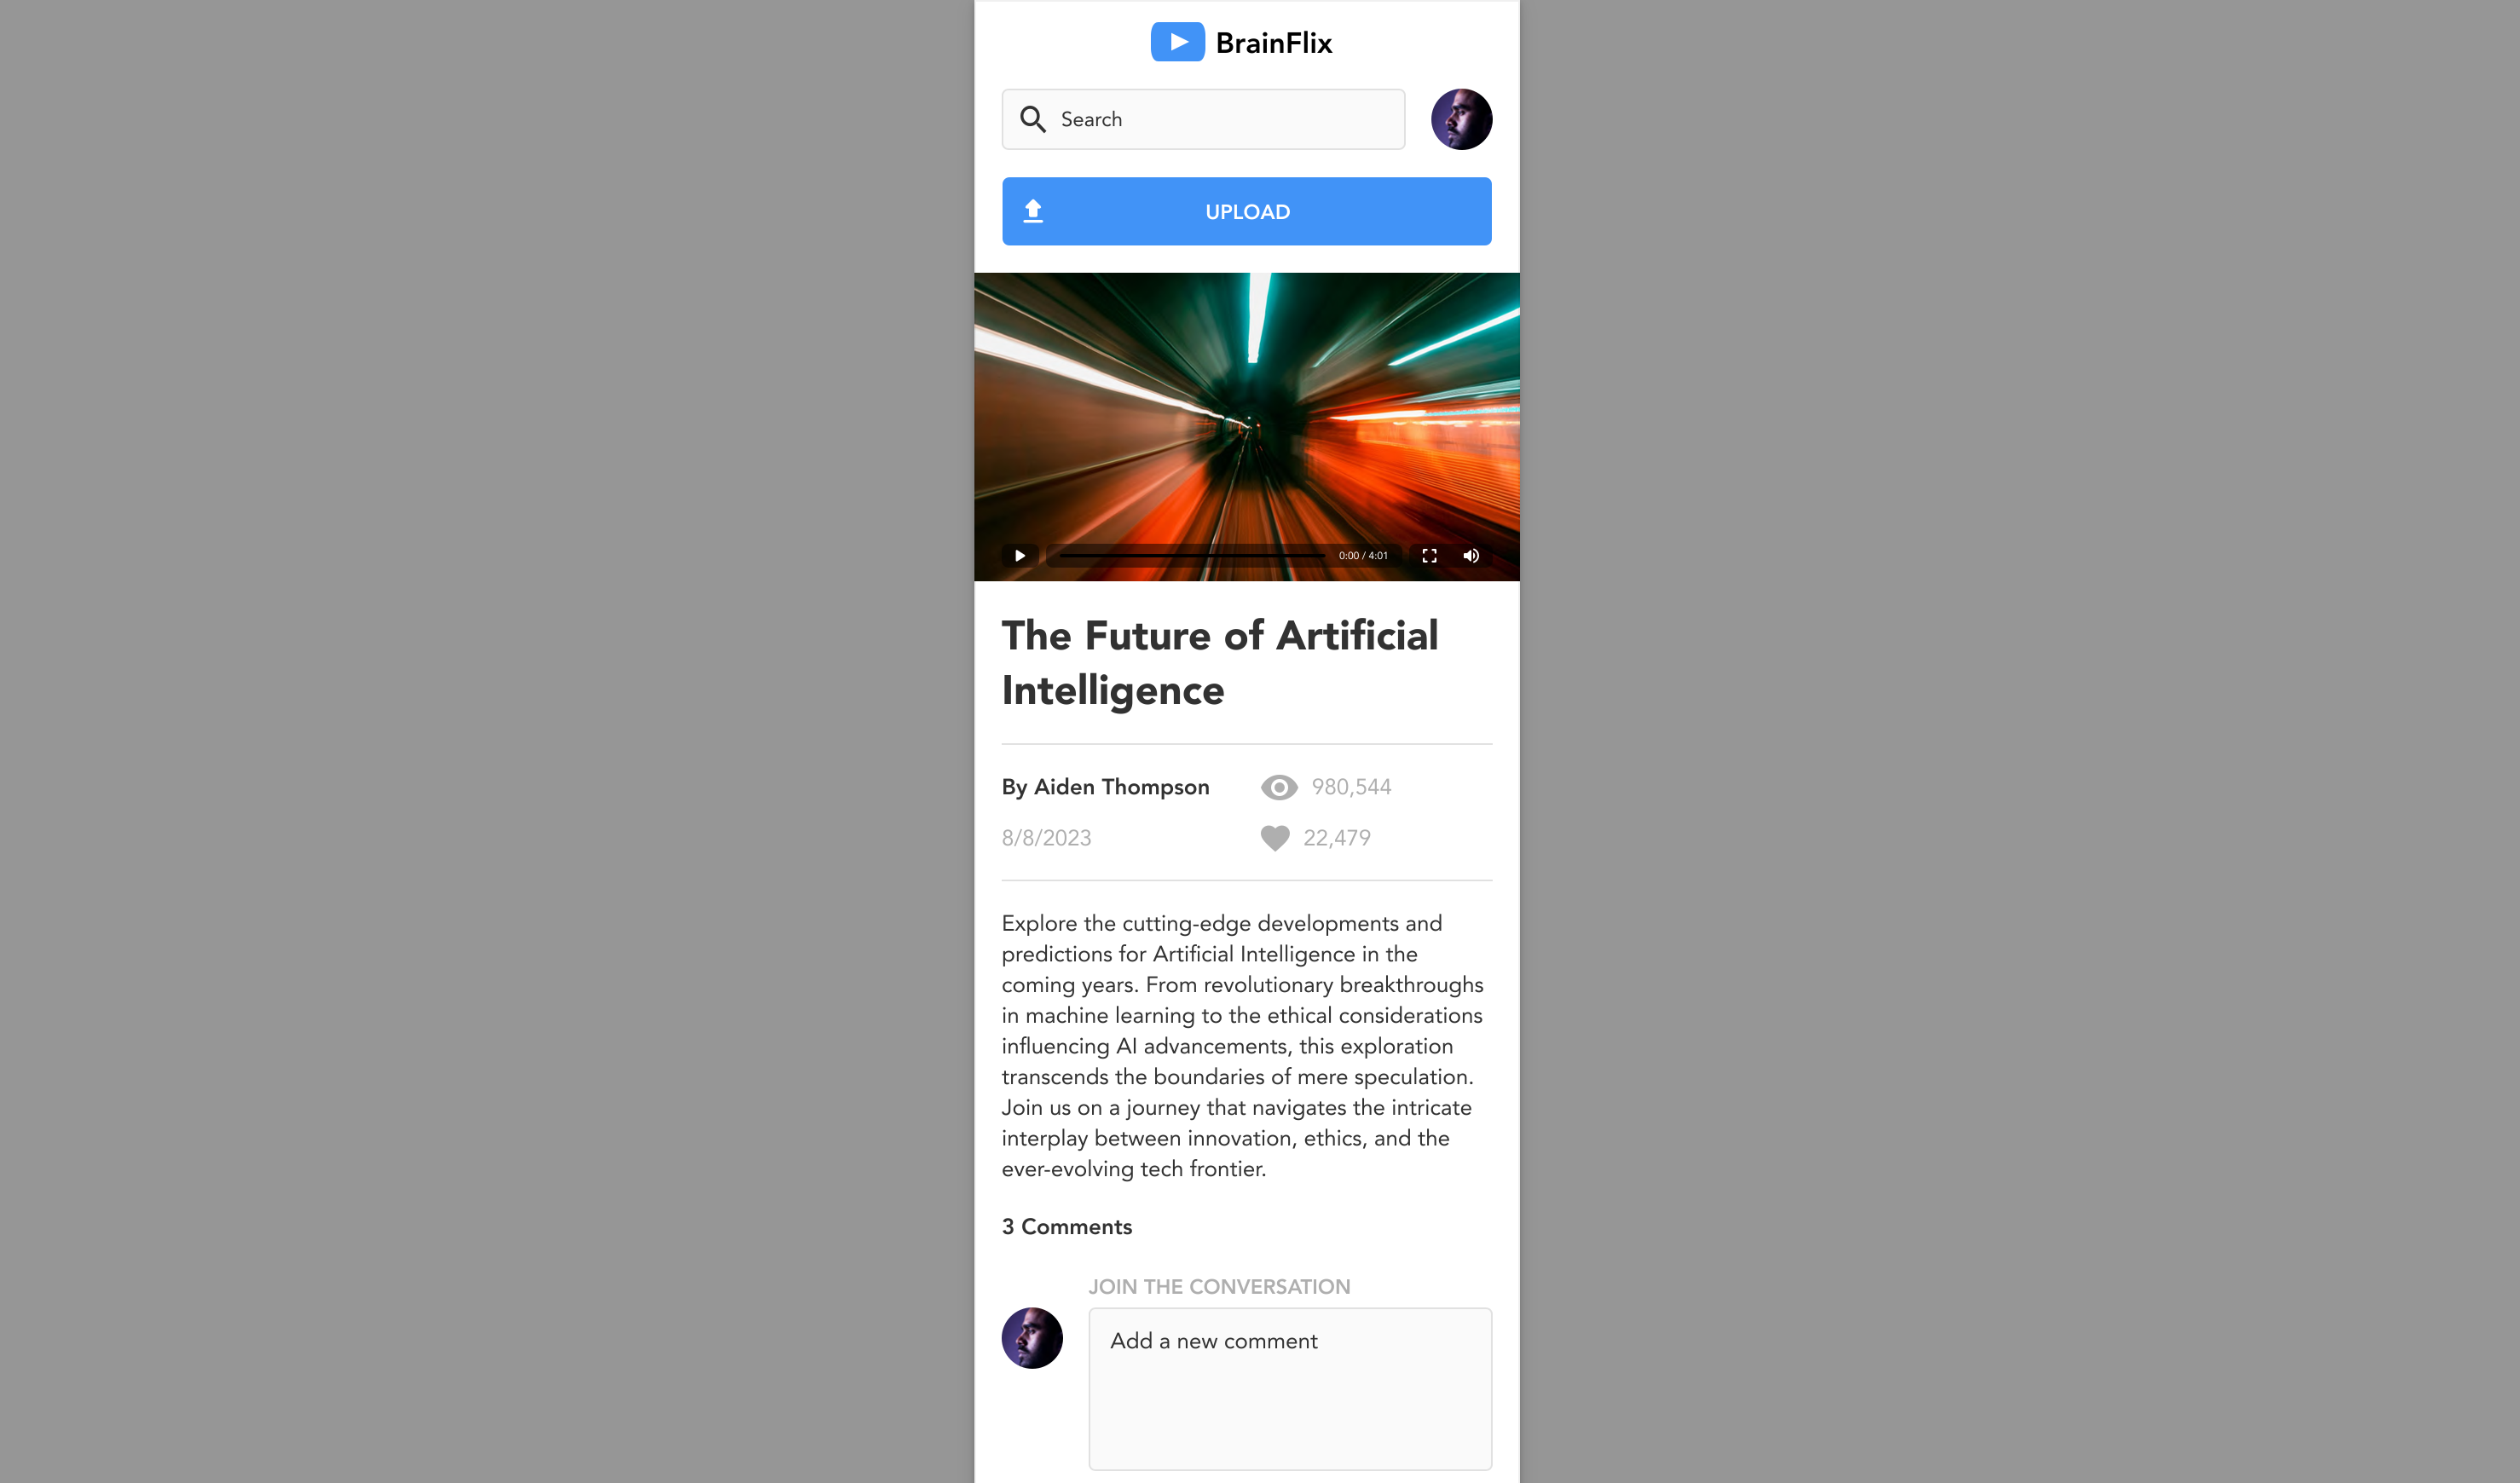 BrainFlix
Search
UPLOAD
0:00 / 4:01
The Future of Artificial
Intelligence
By Aiden Thompson
980,544
8/8/2023
22,479
Explore the cutting-edge developments and
predictions for Artificial Intelligence in the
coming years. From revolutionary breakthroughs
in machine learning to the ethical considerations
influencing AI advancements, this exploration
transcends the boundaries of mere speculation.
Join us on a journey that navigates the intricate
interplay between innovation, ethics, and the
ever-evolving tech frontier.
3 Comments
JOIN THE CONVERSATION
Add a new comment